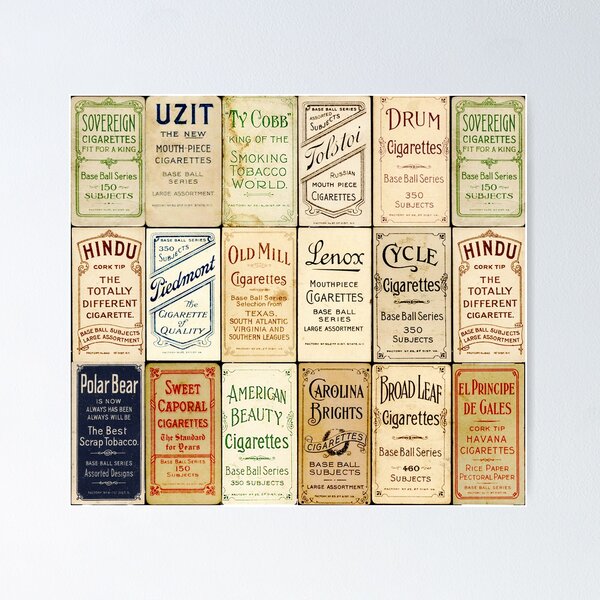 SOVEREIGN
CIGARETTES
FIT FOR A KING
Base Ball Series
150
SUBJECTS
UZIT
THE NEW
MOUTH-PIECE
CIGARETTES
BASE BALL
SERIES
LARGE ASSORTMENT
"TY COBB"
KING OF THE
SMOKING
TOBACCO
WORLD.
BASE BALL SERIES
ASSORTED
SUBJECTS
Tolstoi
RUSSIAN
MOUTH PIECE
CIGARETTES
DRUM
Cigarettes
BASE BALL
SERIES
350
SUBJECTS
SOVEREIGN
CIGARETTES
FIT FOR A KING
Base Ball Series
150
SUBJECTS
HINDU
CORK TIP
THE
TOTALLY
DIFFERENT
CIGARETTE.
BASE BALL SUBJECTS
LARGE ASSORTMENT
BASE BALL SERIES
350
SUBJECTS
Piedmont
The
CIGARETTE
OF
QUALITY
OLD MILL
Cigarettes
Base Ball Series
Selection from
TEXAS,
SOUTH ATLANTIC
VIRGINIA AND
SOUTHERN LEAGUES
Lenox
MOUTHPIECE
CIGARETTES
BASE BALL
SERIES
LARGE ASSORTMENT
CYCLE
Cigarettes
Base Ball Series
350
SUBJECTS
HINDU
CORK TIP
THE
TOTALLY
DIFFERENT
CIGARETTE.
BASE BALL SUBJECTS
LARGE ASSORTMENT
Polar Bear
IS NOW
ALWAYS HAS BEEN
ALWAYS WILL BE
The Best
Scrap Tobacco.
BASE BALL SERIES
Assorted Designs
SWEET
CAPORAL
CIGARETTES
The Standard
for Years
BASE BALL SERIES
150
SUBJECTS
AMERICAN
BEAUTY
Cigarettes
Base Ball Series
350 SUBJECTS
CAROLINA
BRIGHTS
CIGARETTES
BASE BALL
SUBJECTS
LARGE ASSORTMENT
BROAD LEAF
Cigarettes
BASE BALL
SERIES
460
SUBJECTS
EL PRINCIPE
DE GALES
CORK TIP
HAVANA
CIGARETTES
RICE PAPER
PECTORAL PAPER
BASE BALL SERIES